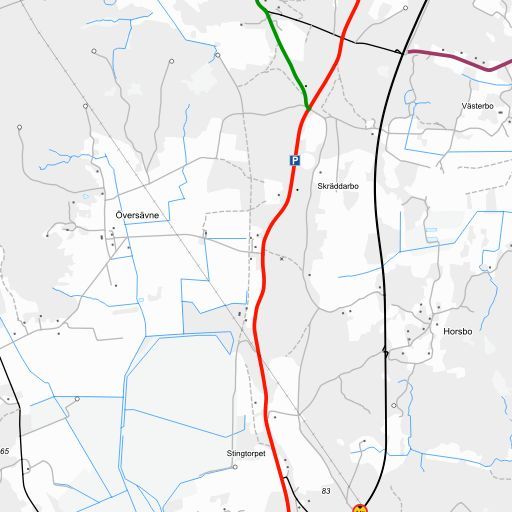 Västerbo
P
Skräddarbo
Översävne
Horsbo
65
Stingtorpet
83